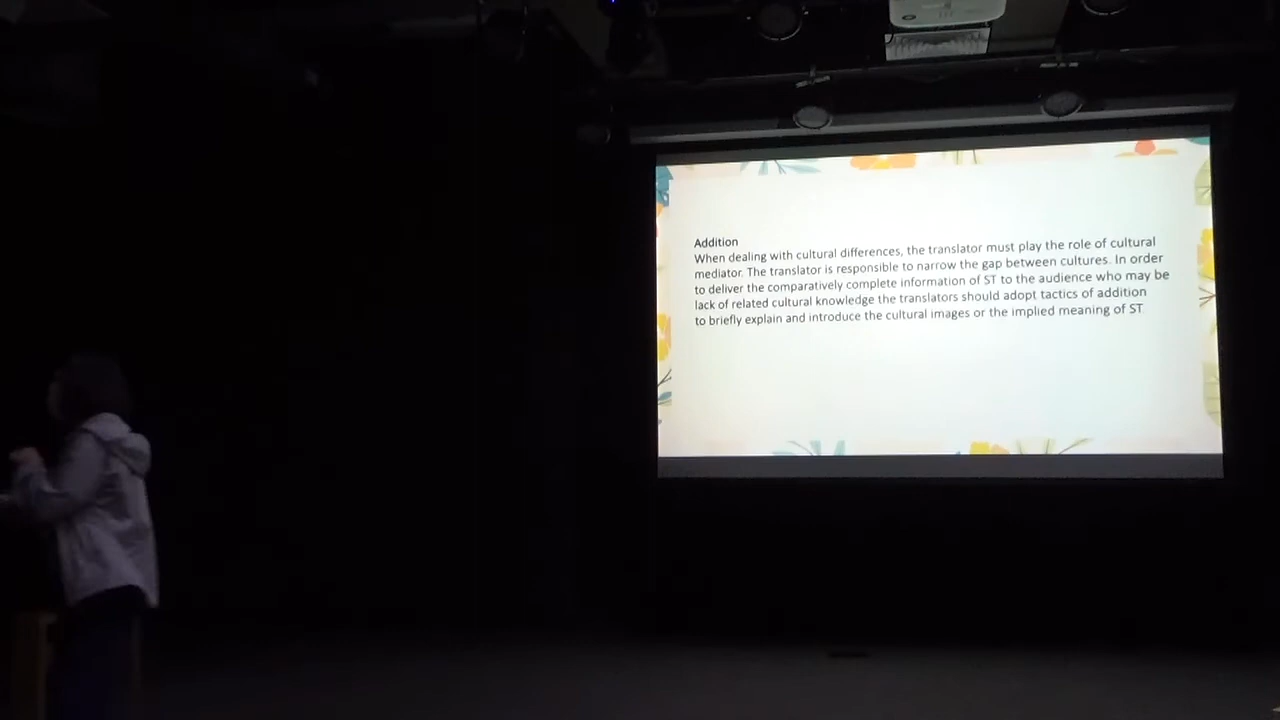 Addition
When dealing with cultural differences, the translator must play the role of cultural
mediator. The translator is responsible to narrow the gap between cultures. In order
to deliver the comparatively complete information of ST to the audience who may be
lack of related cultural knowledge the translators should adopt tactics of addition
to briefly explain and introduce the cultural images or the implied meaning of ST